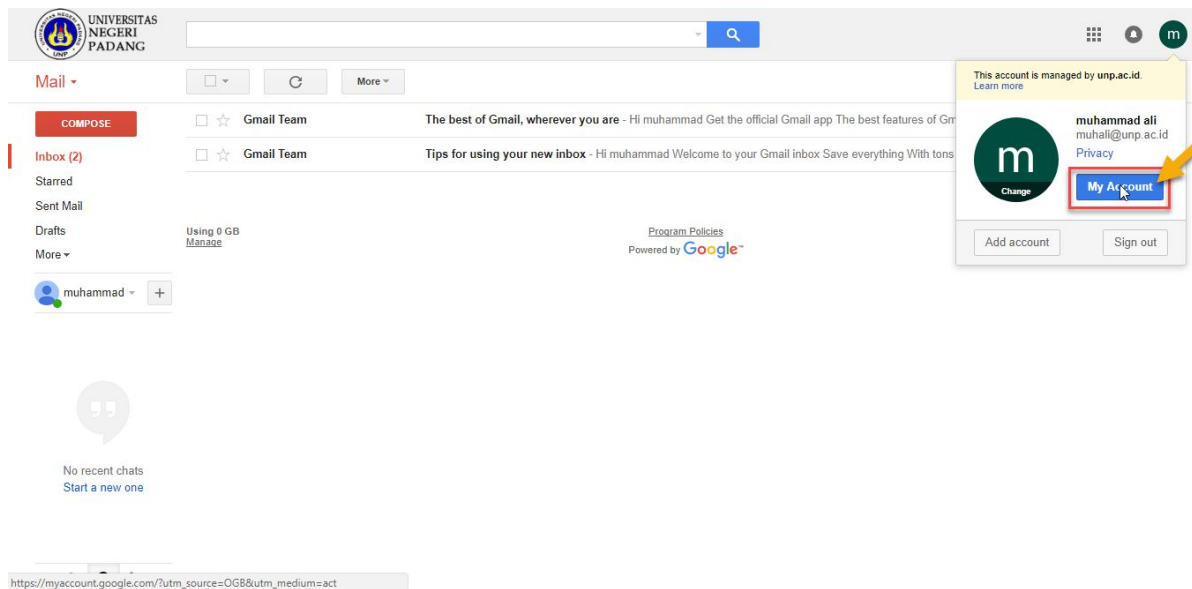 UNIVERSITAS
NEGERI
PADANG
UNP
m
Mail
More
This account is managed by unp.ac.id.
Learn more
COMPOSE
Gmail Team The best of Gmail, wherever you are - Hi muhammad Get the official Gmail app The best features of Gm
Inbox (2)
Gmail Team Tips for using your new inbox - Hi muhammad Welcome to your Gmail inbox Save everything With tons
Starred
Sent Mail
Drafts
More
m
Change
muhammad ali
muhali@unp.ac.id
Privacy
My Account
Add account Sign out
Using 0 GB
Manage
Program Policies
Powered by Google™
muhammad
No recent chats
Start a new one
https://myaccount.google.com/?utm_source=OGB&utm_medium=act